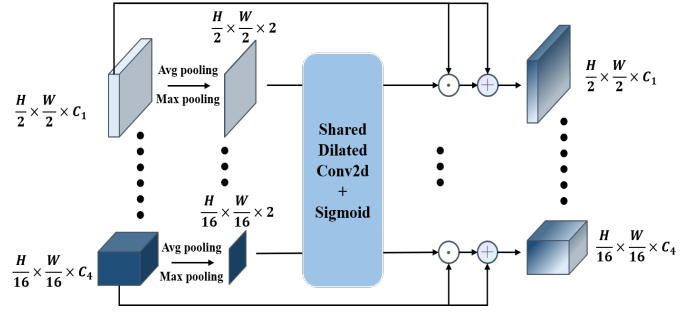 H/2 × W/2 × 2
H/2 × W/2 × C₁
Avg pooling
Max pooling
H/2 × W/2 × C₁
Shared
Dilated
Conv2d
+
Sigmoid
H/16 × W/16 × 2
H/16 × W/16 × C₄
Avg pooling
Max pooling
H/16 × W/16 × C₄